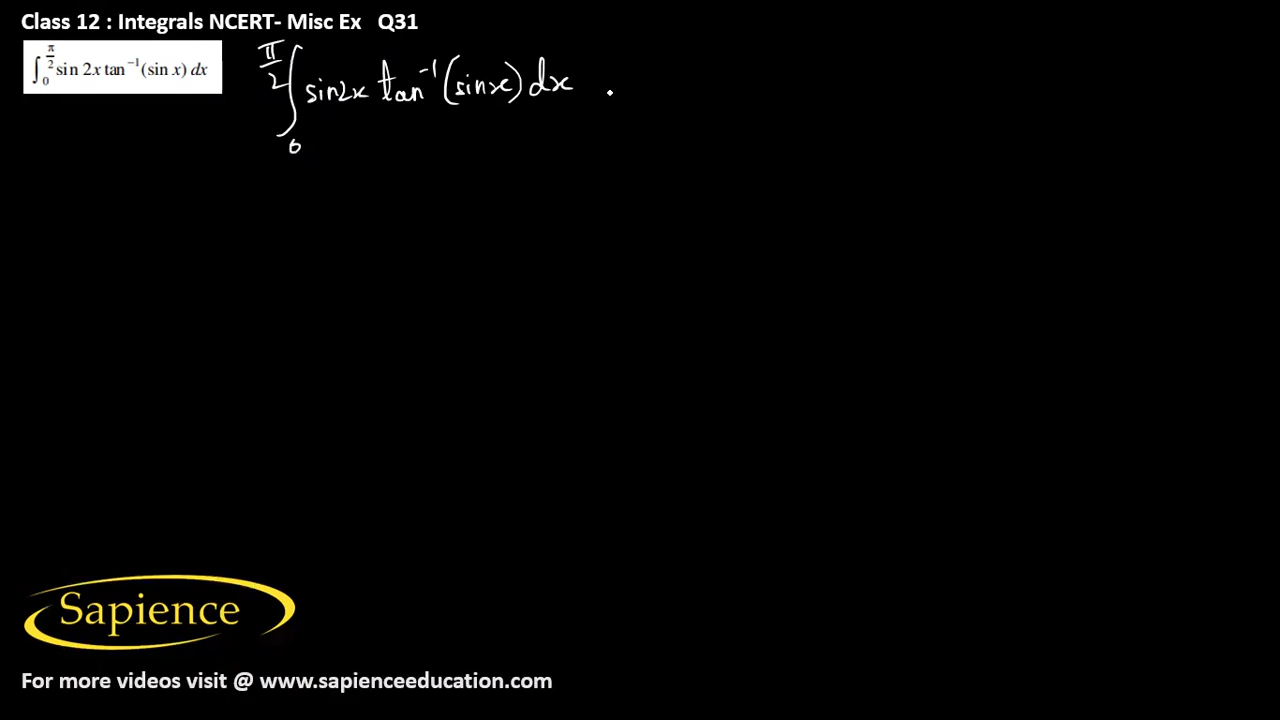 Class 12 : Integrals NCERT- Misc Ex Q31
∫₀^(π/2) sin 2x tan⁻¹(sin x) dx
∫₀^(π/2) sin2x tan⁻¹(sinx) dx
Sapience
For more videos visit @ www.sapienceeducation.com